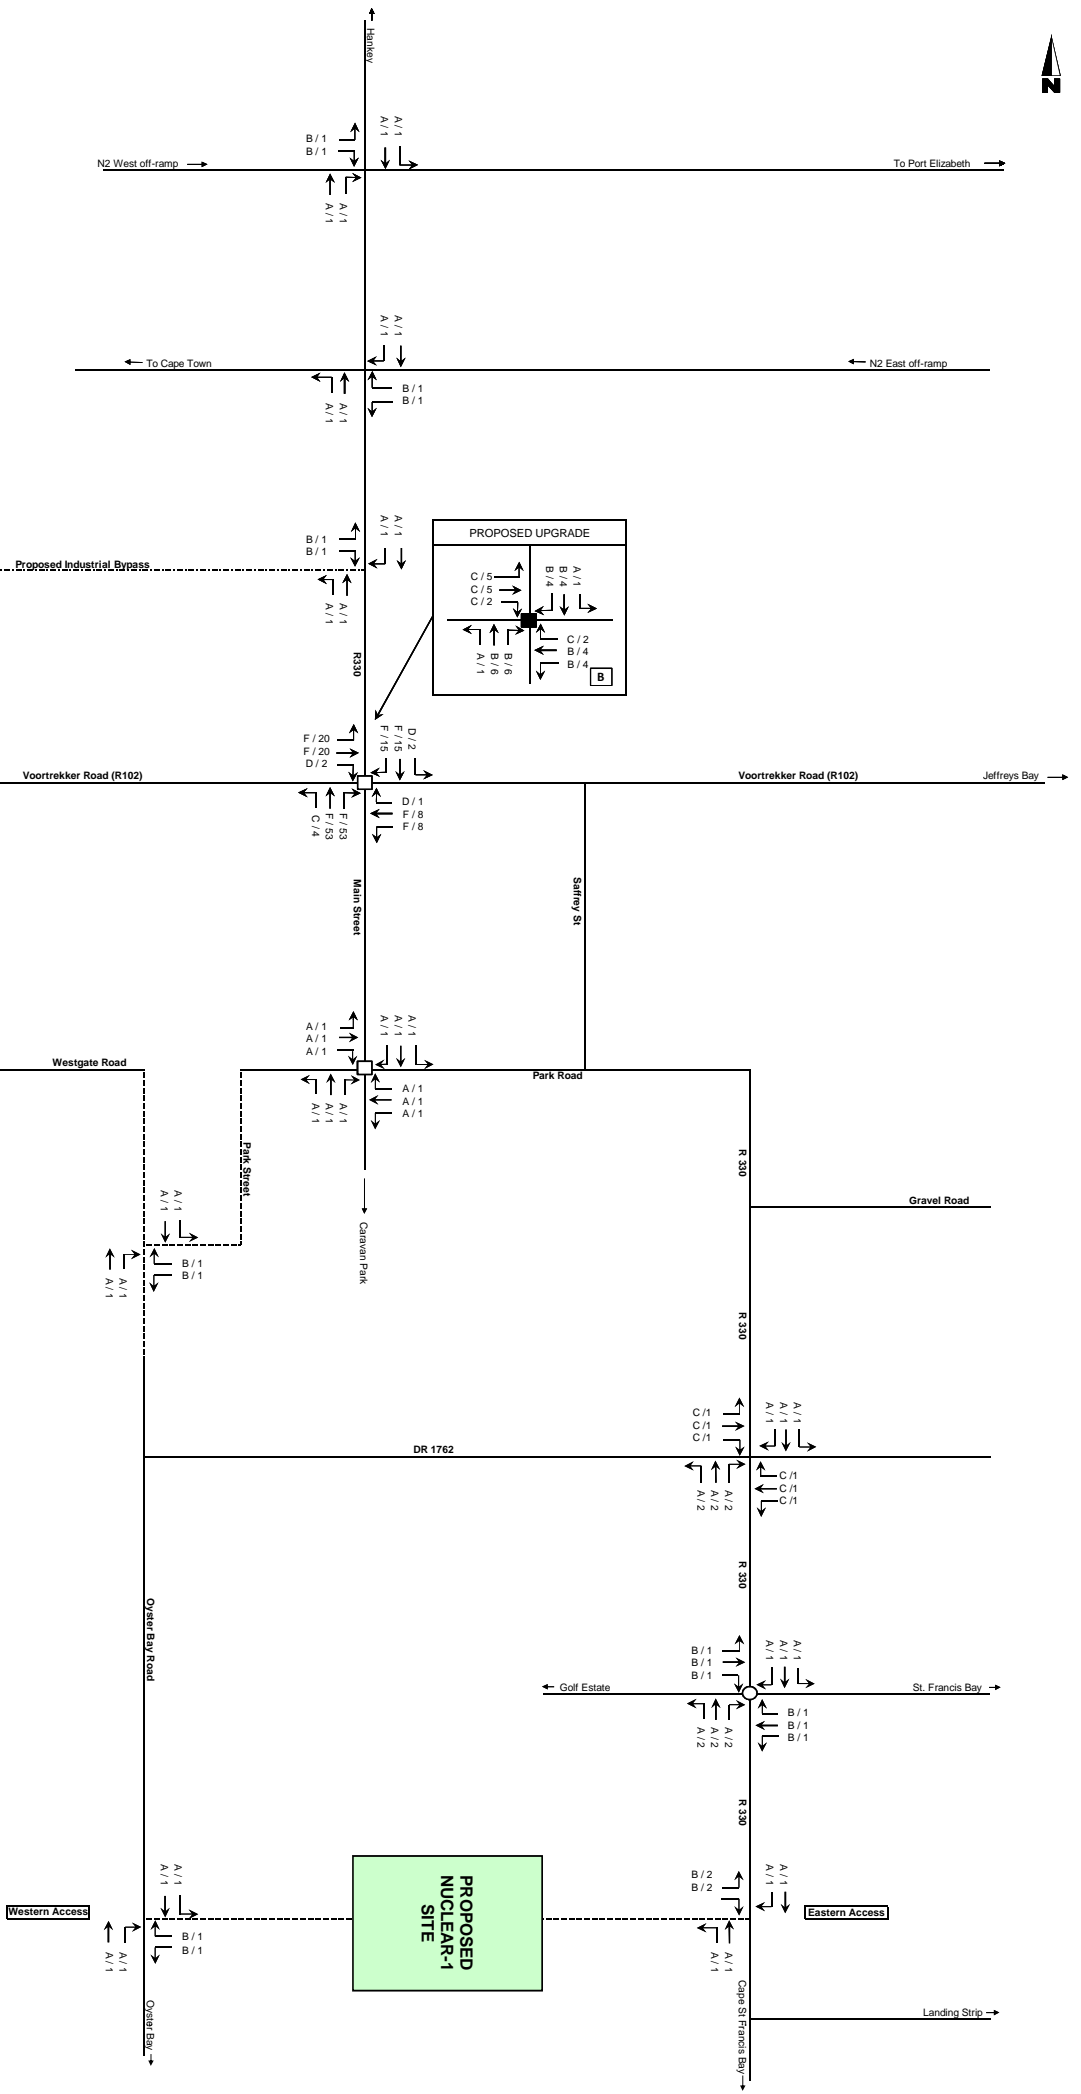 Hankey
N
B / 1
B / 1
A / 1
A / 1
N2 West off-ramp
To Port Elizabeth
A / 1
A / 1
A / 1
A / 1
To Cape Town
N2 East off-ramp
B / 1
B / 1
A / 1
A / 1
B / 1
B / 1
A / 1
A / 1
PROPOSED UPGRADE
Proposed Industrial Bypass
C / 5
C / 5
C / 2
B / 4
B / 4
A / 1
A / 1
A / 1
C / 2
B / 4
B / 4
A / 1
B / 6
B / 6
B
R330
F / 20
F / 20
D / 2
F / 15
F / 15
D / 2
Voortrekker Road (R102)
Voortrekker Road (R102)
Jeffreys Bay
D / 1
F / 8
F / 8
C / 4
F / 53
F / 53
Main Street
Saffrey St
A / 1
A / 1
A / 1
A / 1
A / 1
A / 1
Westgate Road
Park Road
A / 1
A / 1
A / 1
A / 1
A / 1
A / 1
Park Street
R 330
A / 1
A / 1
Gravel Road
Caravan Park
B / 1
B / 1
A / 1
A / 1
R 330
C /1
C /1
C /1
A / 1
A / 1
A / 1
DR 1762
C /1
C /1
C /1
A / 2
A / 2
A / 2
R 330
Oyster Bay Road
B / 1
B / 1
B / 1
A / 1
A / 1
A / 1
Golf Estate
St. Francis Bay
B / 1
B / 1
B / 1
A / 2
A / 2
A / 2
R 330
A / 1
A / 1
PROPOSED
NUCLEAR-1
SITE
B / 2
B / 2
A / 1
A / 1
Western Access
Eastern Access
B / 1
B / 1
A / 1
A / 1
A / 1
A / 1
Oyster Bay
Cape St Francis Bay
Landing Strip